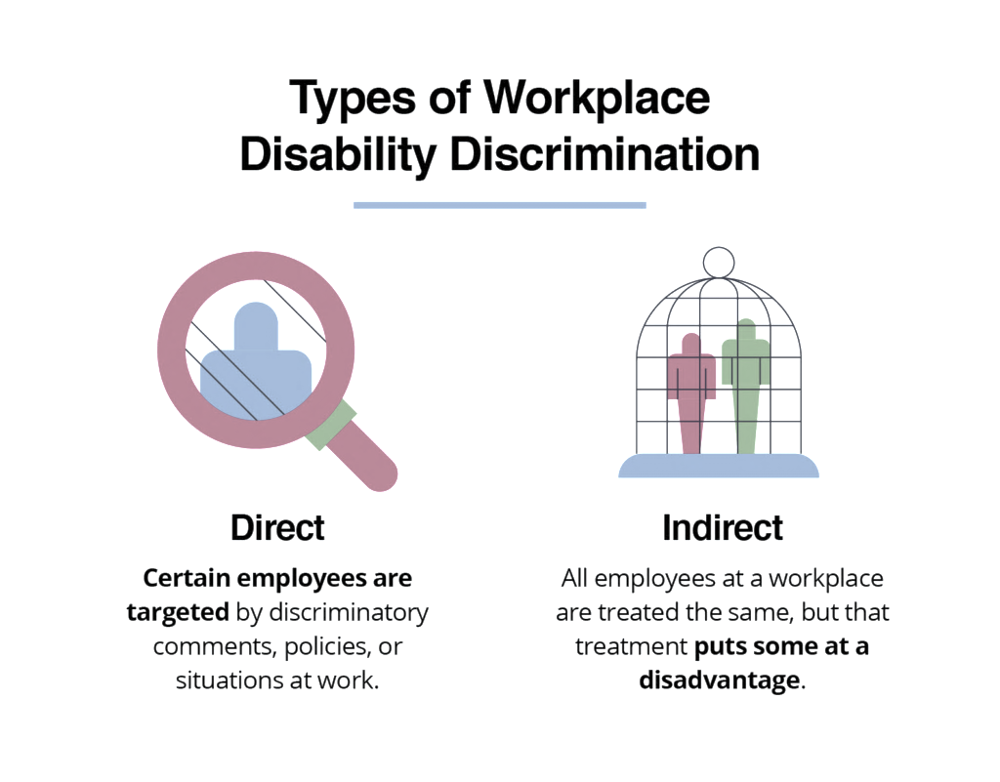 Types of Workplace
Disability Discrimination
Direct
Certain employees are
targeted by discriminatory
comments, policies, or
situations at work.
Indirect
All employees at a workplace
are treated the same, but that
treatment puts some at a
disadvantage.